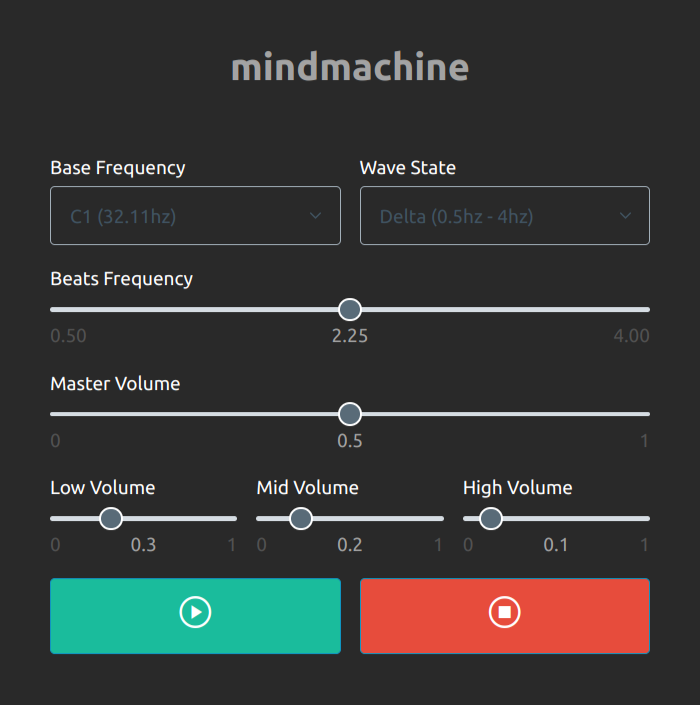 mindmachine
Base Frequency Wave State
C1 (32.11hz) Delta (0.5hz - 4hz)
Beats Frequency
0.50 2.25 4.00
Master Volume
0 0.5 1
Low Volume Mid Volume High Volume
0 0.3 1 0 0.2 1 0 0.1 1